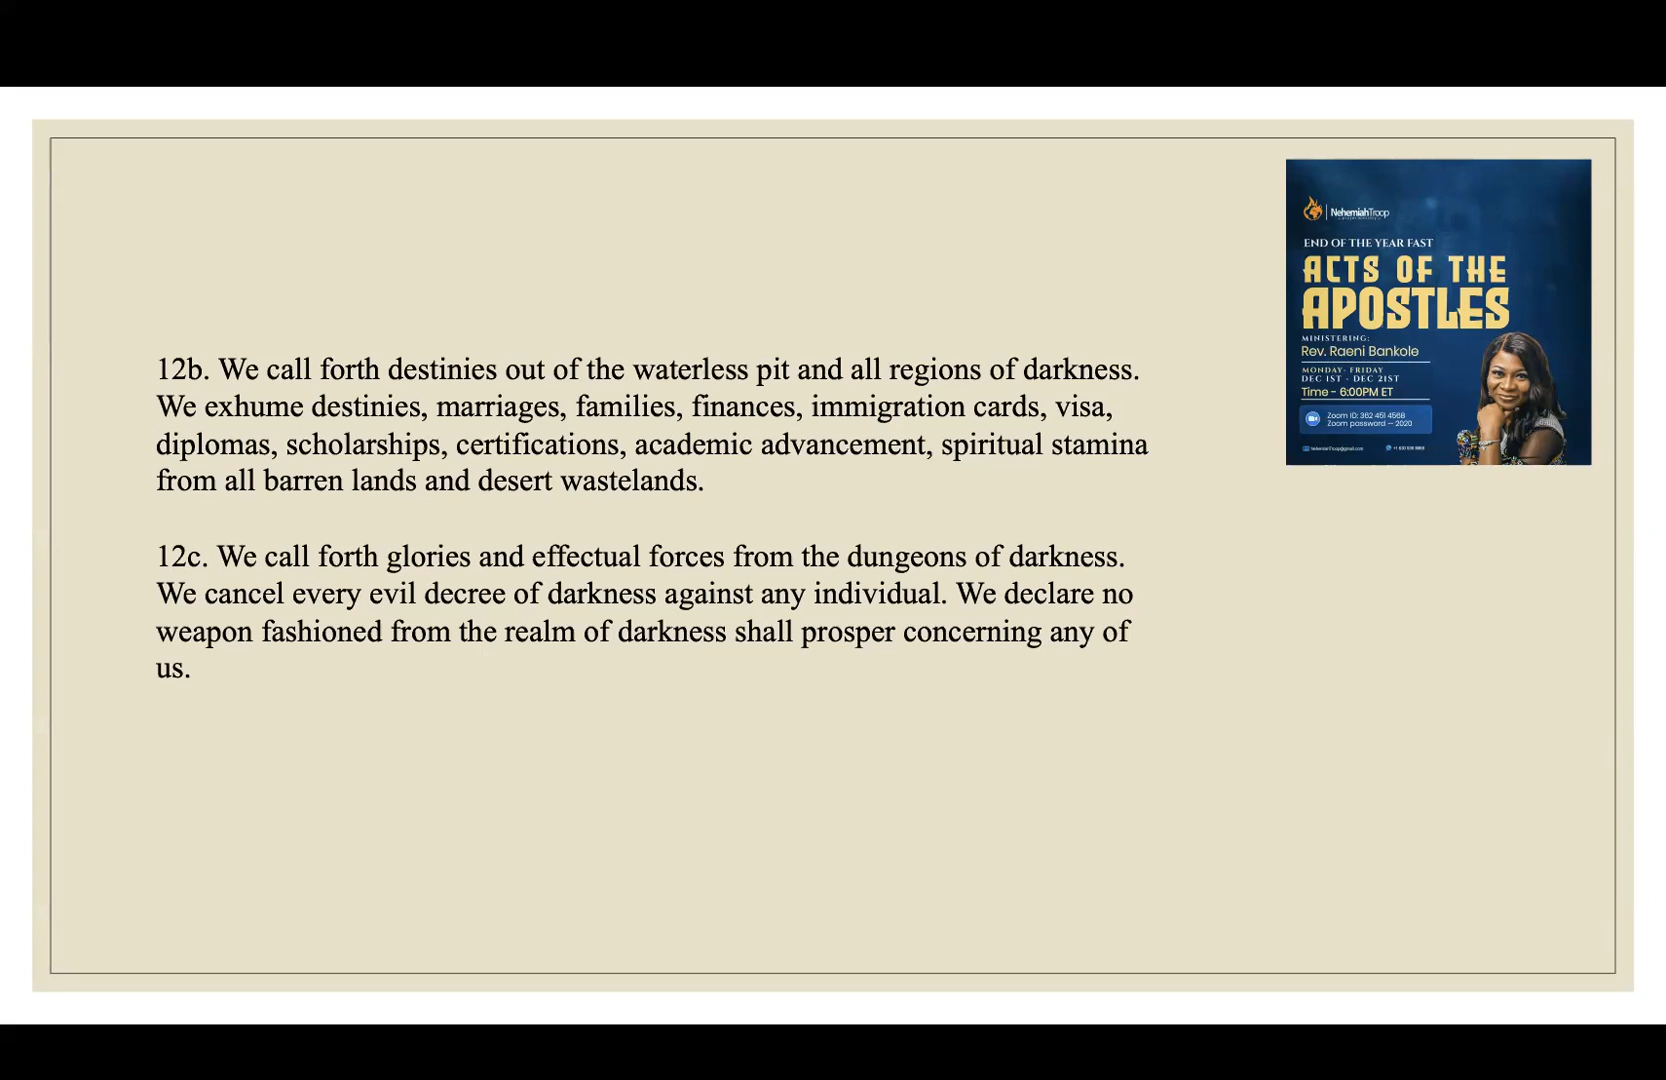 12b. We call forth destinies out of the waterless pit and all regions of darkness.
We exhume destinies, marriages, families, finances, immigration cards, visa,
diplomas, scholarships, certifications, academic advancement, spiritual stamina
from all barren lands and desert wastelands.
12c. We call forth glories and effectual forces from the dungeons of darkness.
We cancel every evil decree of darkness against any individual. We declare no
weapon fashioned from the realm of darkness shall prosper concerning any of
us.
NehemiahTroop
END OF THE YEAR FAST
ACTS OF THE
APOSTLES
MINISTERING:
Rev. Raeni Bankole
MONDAY- FRIDAY
DEC 1ST - DEC 21ST
Time - 6:00PM ET
Zoom ID: 362 451 4568
Zoom password — 2020